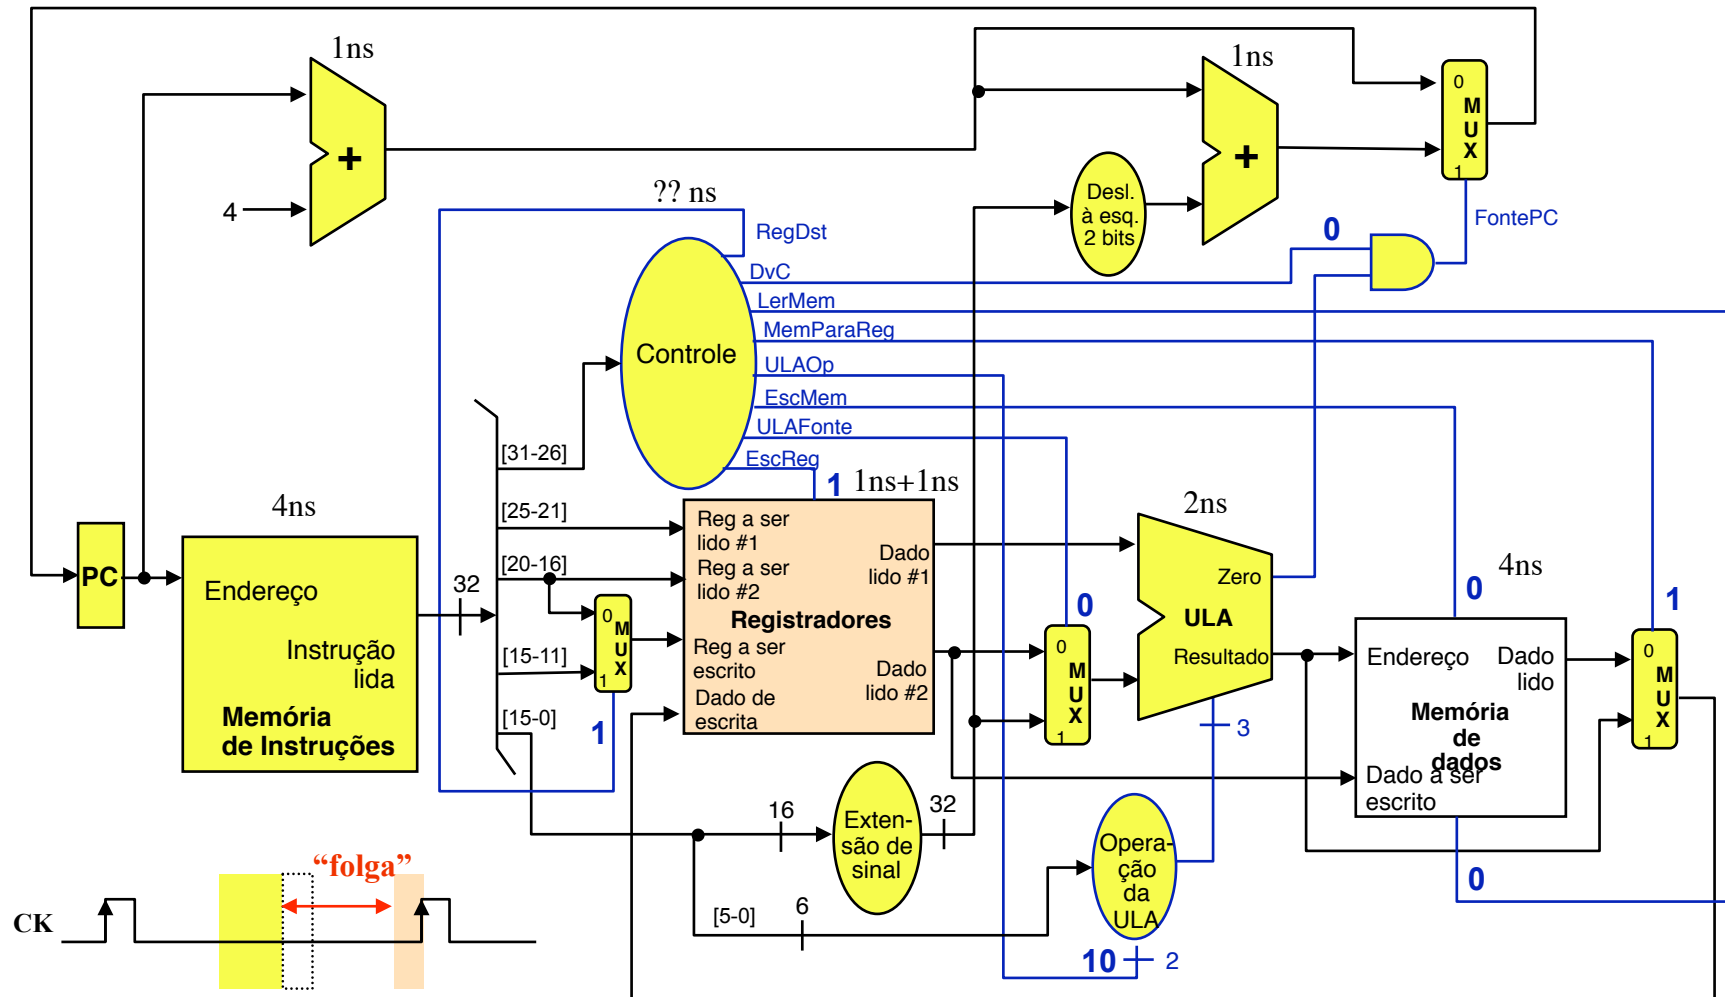 1ns
1ns
0
M
U
X
1
+
+
4
Desl.
à esq.
2 bits
?? ns
RegDst
DvC
LerMem
MemParaReg
ULAOp
EscMem
ULAFonte
EscReg
Controle
0
FontePC
[31-26]
[25-21]
[20-16]
[15-11]
[15-0]
1
1ns+1ns
4ns
2ns
4ns
PC
Endereço
Instrução
lida
Memória
de Instruções
32
0
M
U
X
1
1
Reg a ser
lido #1
Reg a ser
lido #2
Registradores
Reg a ser
escrito
Dado de
escrita
Dado
lido #1
Dado
lido #2
0
0
M
U
X
1
Zero
ULA
Resultado
3
0
Endereço
Dado
lido
Memória
de
dados
Dado a ser
escrito
0
1
0
M
U
X
1
16
Exten-
são de
sinal
32
Opera-
ção
da
ULA
[5-0]
6
10
2
“folga”
CK